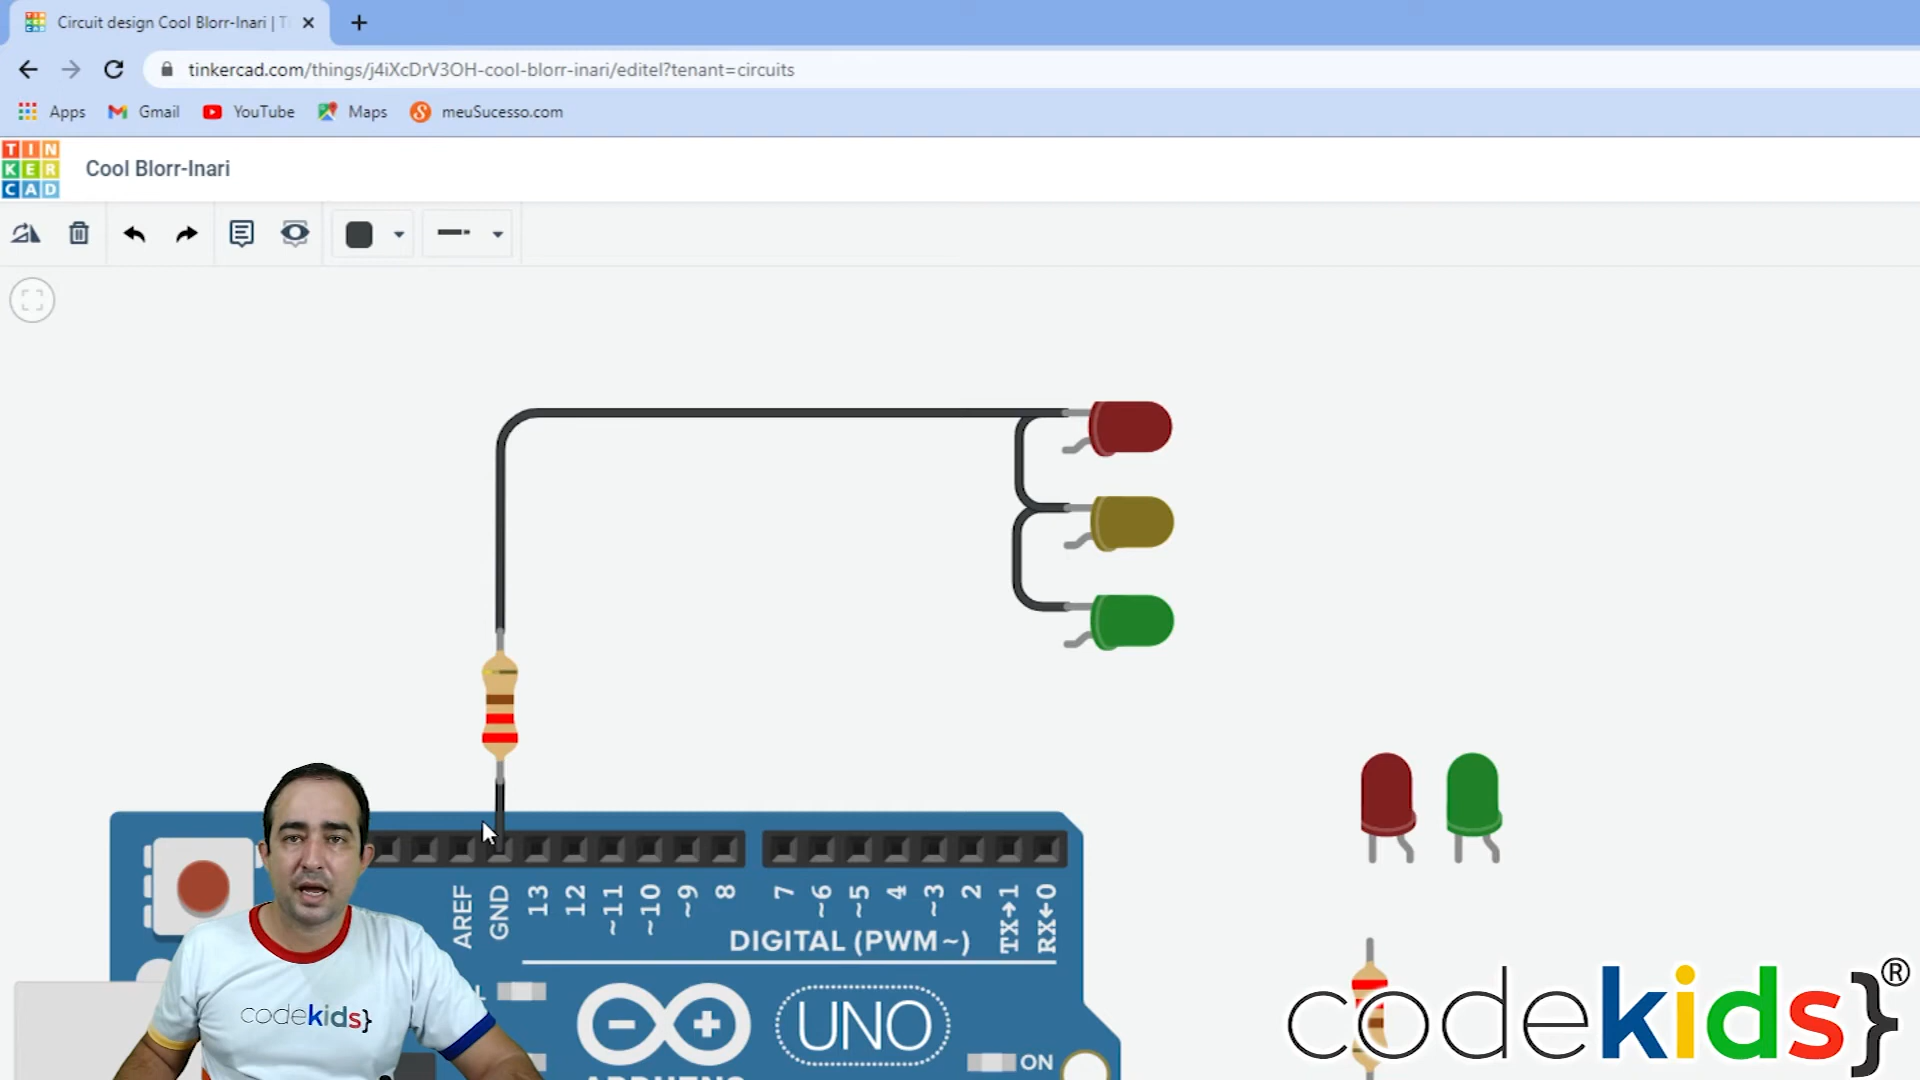 Circuit design Cool Blorr-Inari | T
tinkercad.com/things/j4iXcDrV3OH-cool-blorr-inari/editel?tenant=circuits
Apps Gmail YouTube Maps meuSucesso.com
TIN
KER
CAD
Cool Blorr-Inari
AREF GND 13 12 ~11 ~10 ~9 8 7 ~6 ~5 4 ~3 2 TX→1 RX←0
DIGITAL (PWM~)
L
UNO
ON
ARDUINO
codekids}
codekids}®